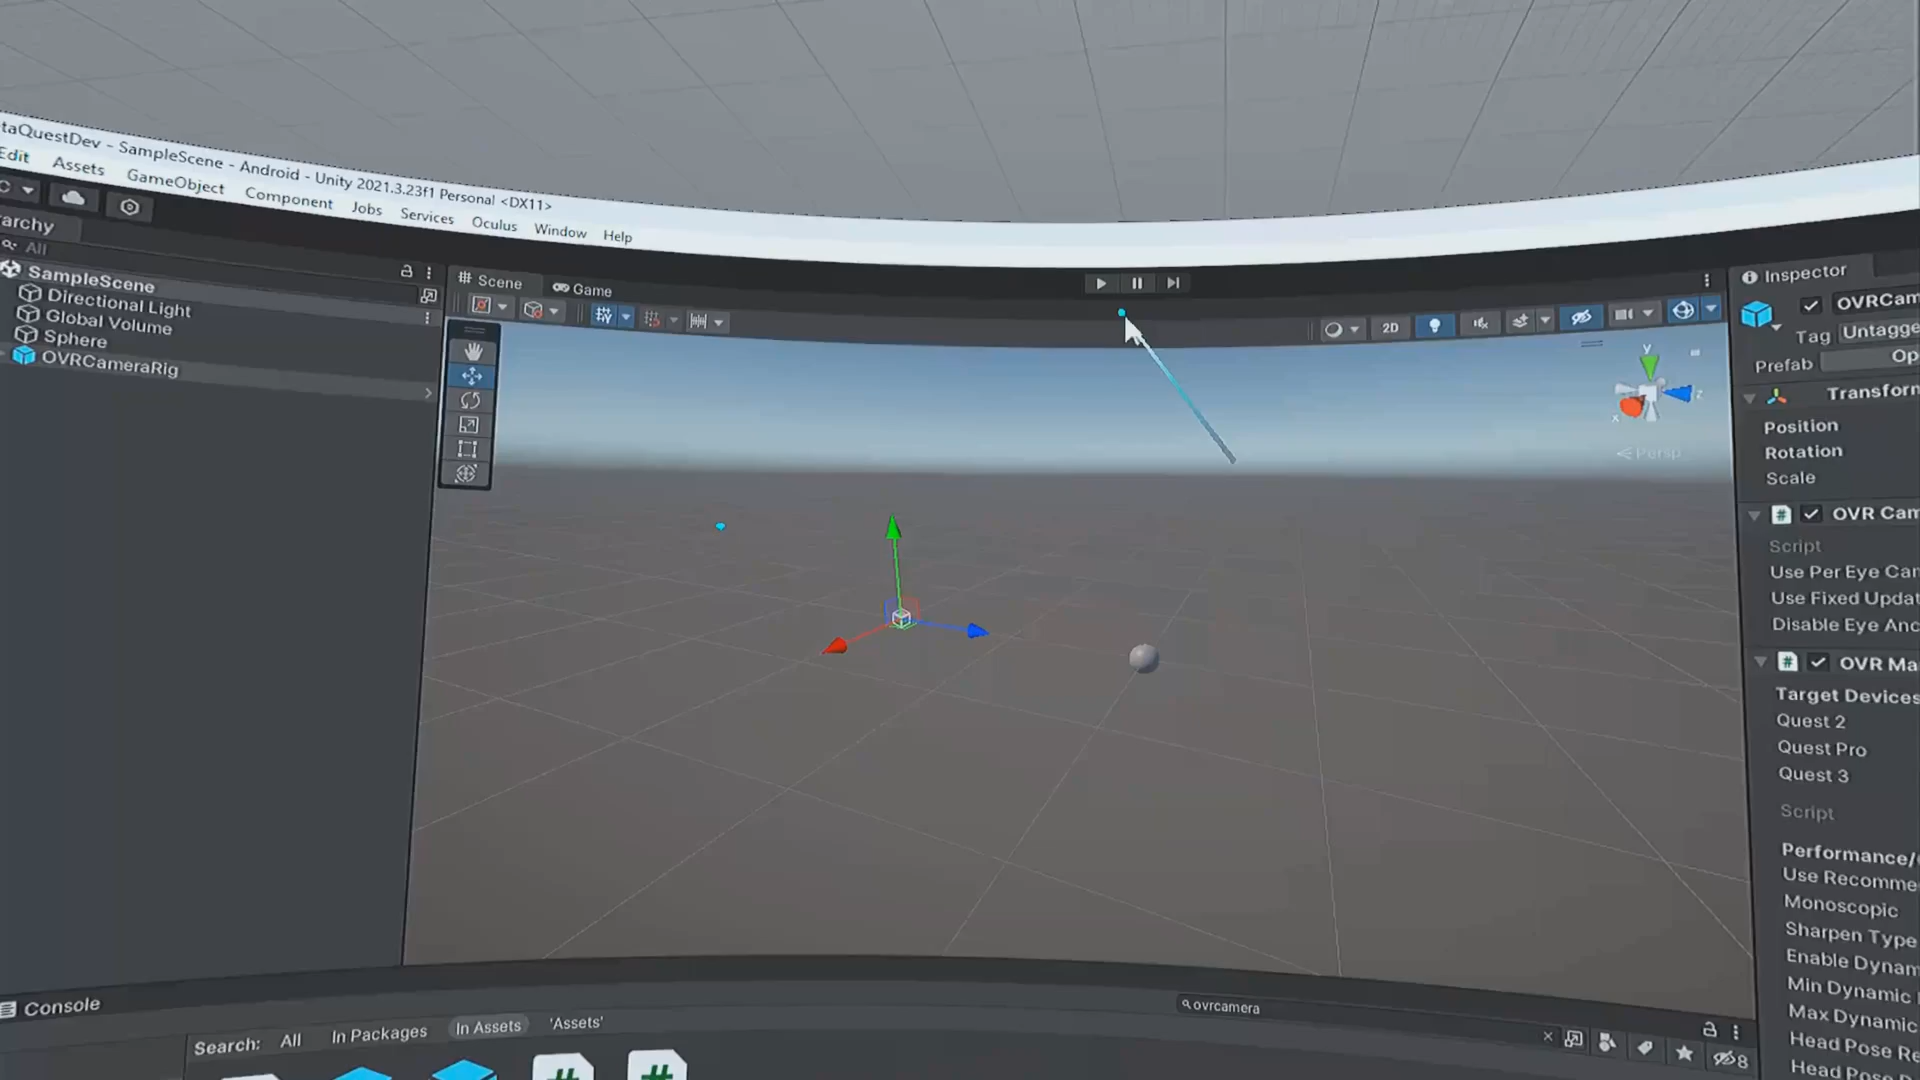 taQuestDev - SampleScene - Android - Unity 2021.3.23f1 Personal <DX11>
Edit Assets GameObject Component Jobs Services Oculus Window Help
archy
All
SampleScene
Directional Light
Global Volume
Sphere
OVRCameraRig
Scene
Game
2D
y
z
x
Persp
Inspector
OVRCam
Tag Untagge
Prefab Op
Transform
Position
Rotation
Scale
OVR Cam
Script
Use Per Eye Cam
Use Fixed Updat
Disable Eye Anc
OVR Ma
Target Devices
Quest 2
Quest Pro
Quest 3
Script
Performance/
Use Recomme
Monoscopic
Sharpen Type
Enable Dynam
Min Dynamic
Max Dynamic
Head Pose Re
Head Pose
Console
ovrcamera
Search: All In Packages In Assets 'Assets'
8